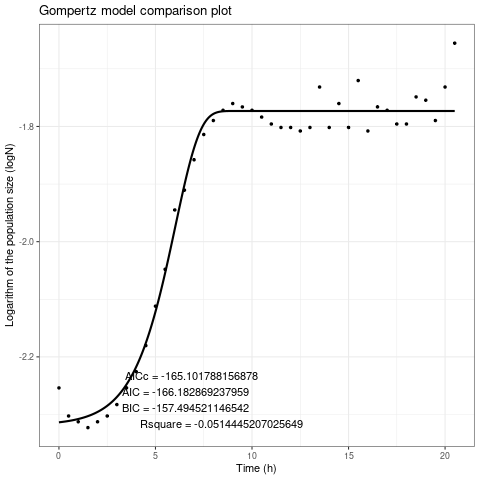 Gompertz model comparison plot
Logarithm of the population size (logN)
-1.8
-2.0
-2.2
AICc = -165.101788156878
AIC = -166.182869237959
BIC = -157.494521146542
Rsquare = -0.0514445207025649
0 5 10 15 20
Time (h)